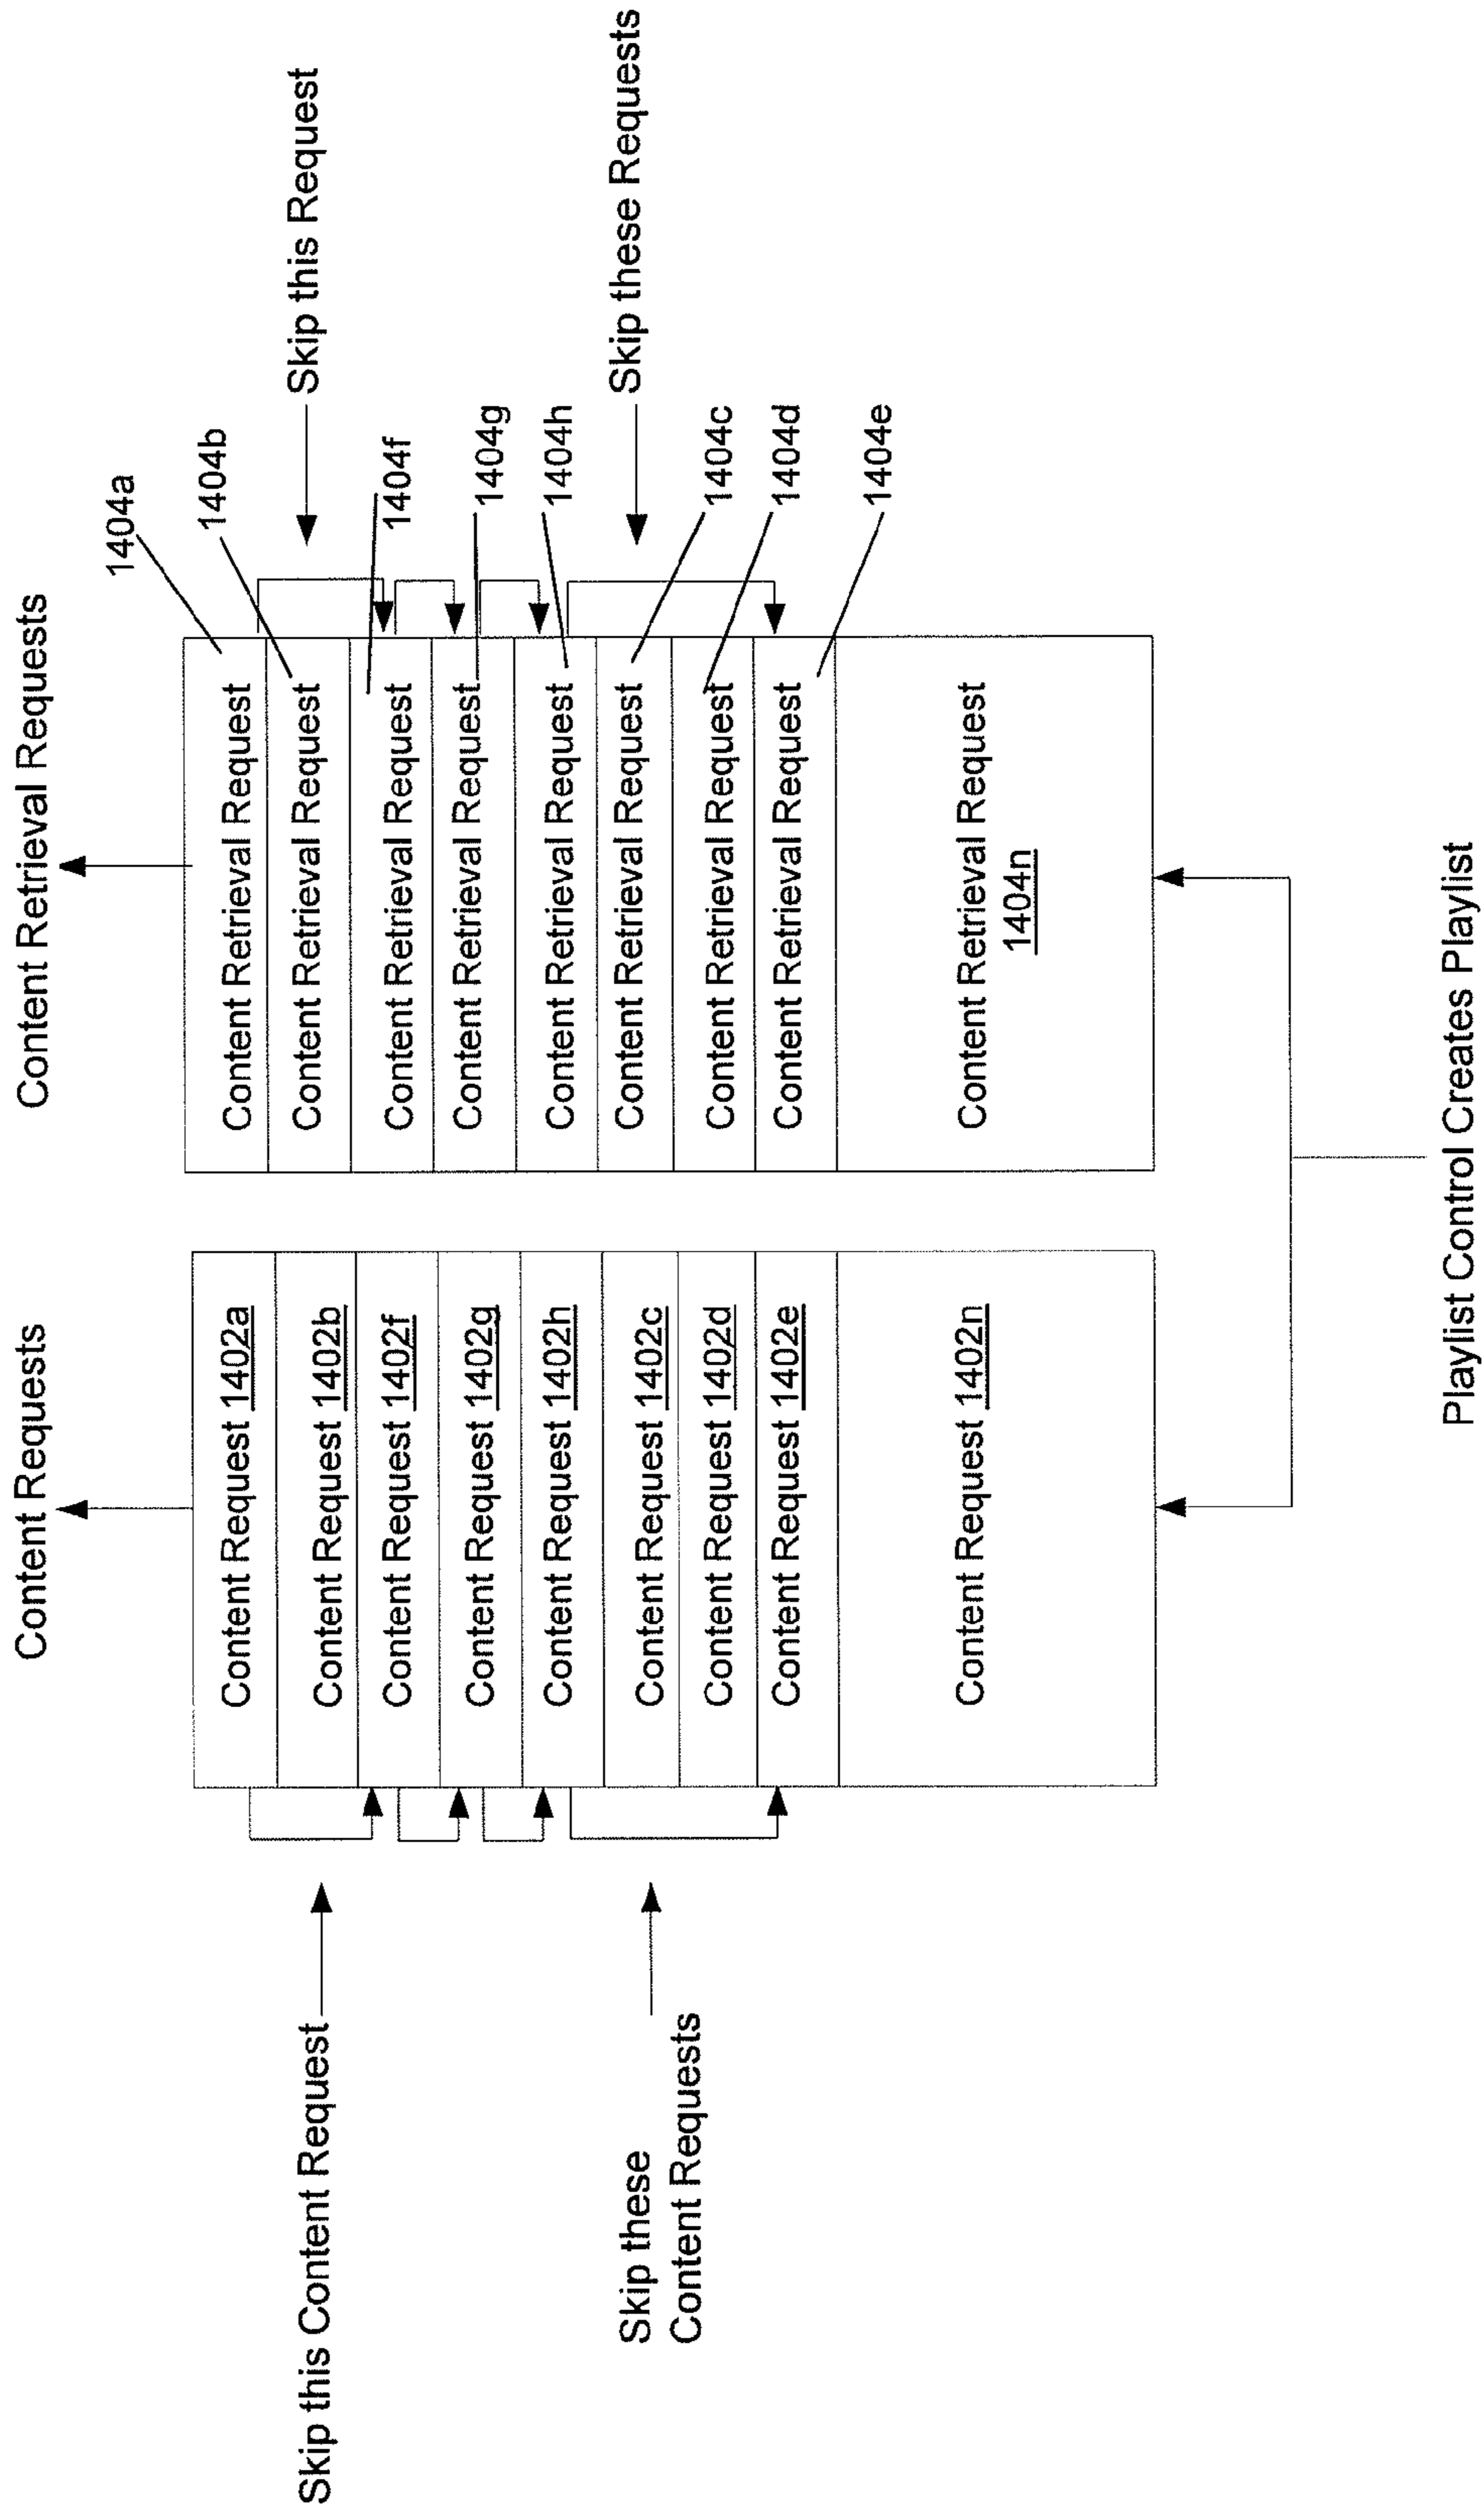 Content Requests
Content Retrieval Requests
Skip this Content Request
Skip these
Content Requests
Content Request 1402a
Content Request 1402b
Content Request 1402f
Content Request 1402g
Content Request 1402h
Content Request 1402c
Content Request 1402d
Content Request 1402e
Content Request 1402n
Content Retrieval Request
Content Retrieval Request
Content Retrieval Request
Content Retrieval Request
Content Retrieval Request
Content Retrieval Request
Content Retrieval Request
Content Retrieval Request
Content Retrieval Request
1404n
1404a
1404b
1404f
1404g
1404h
1404c
1404d
1404e
Skip this Request
Skip these Requests
Playlist Control Creates Playlist